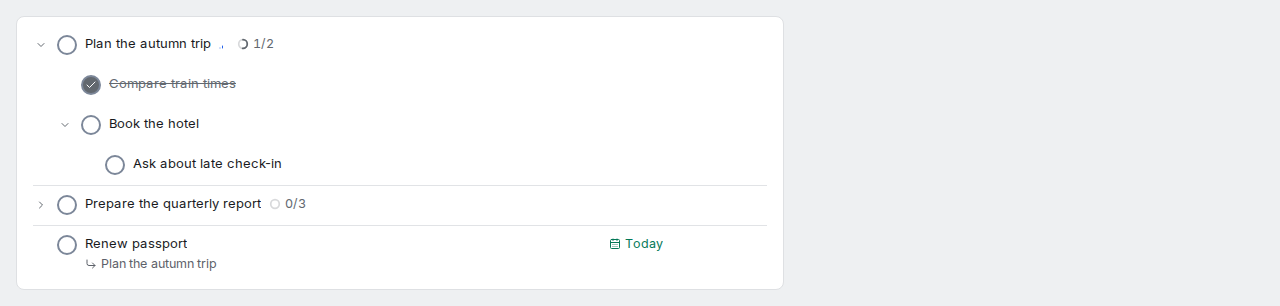 Plan the autumn trip 1/2
Compare train times
Book the hotel
Ask about late check-in
Prepare the quarterly report 0/3
Renew passport Today
Plan the autumn trip